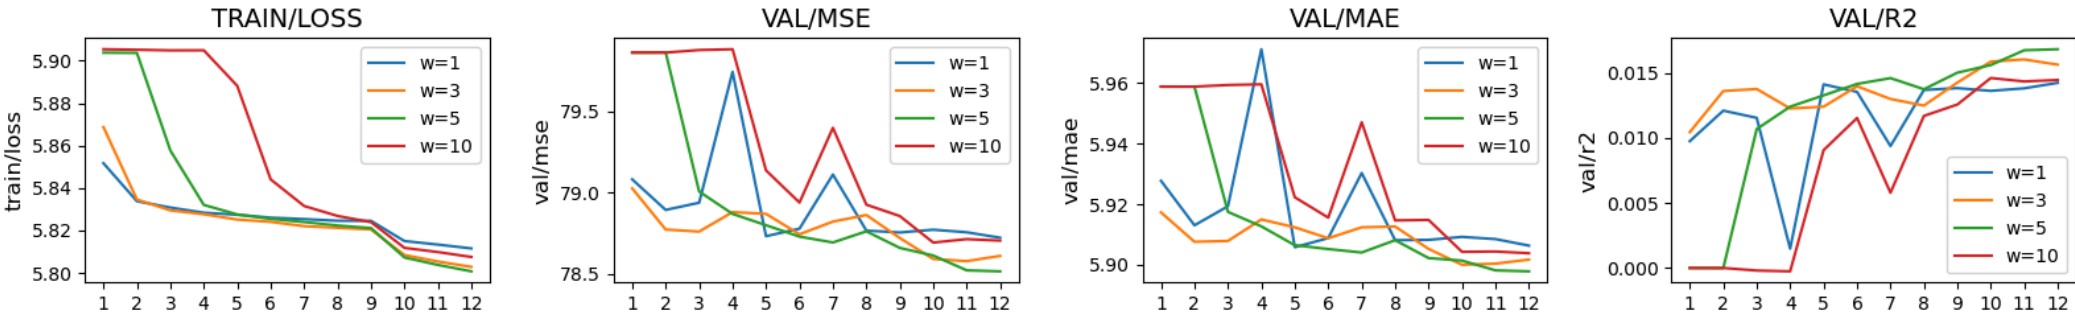 TRAIN/LOSS
train/loss
5.90
5.88
5.86
5.84
5.82
5.80
1 2 3 4 5 6 7 8 9 10 11 12
w=1
w=3
w=5
w=10
VAL/MSE
val/mse
79.5
79.0
78.5
1 2 3 4 5 6 7 8 9 10 11 12
w=1
w=3
w=5
w=10
VAL/MAE
val/mae
5.96
5.94
5.92
5.90
1 2 3 4 5 6 7 8 9 10 11 12
w=1
w=3
w=5
w=10
VAL/R2
val/r2
0.015
0.010
0.005
0.000
1 2 3 4 5 6 7 8 9 10 11 12
w=1
w=3
w=5
w=10